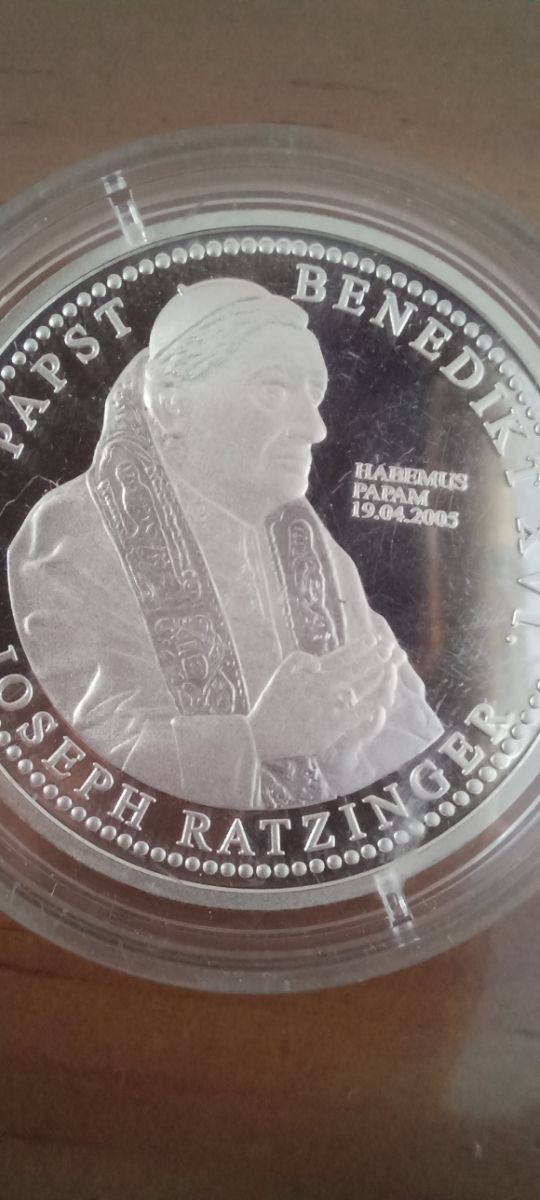 PAPST BENEDIKT XVI.
HABEMUS
PAPAM
19.04.2005
JOSEPH RATZINGER